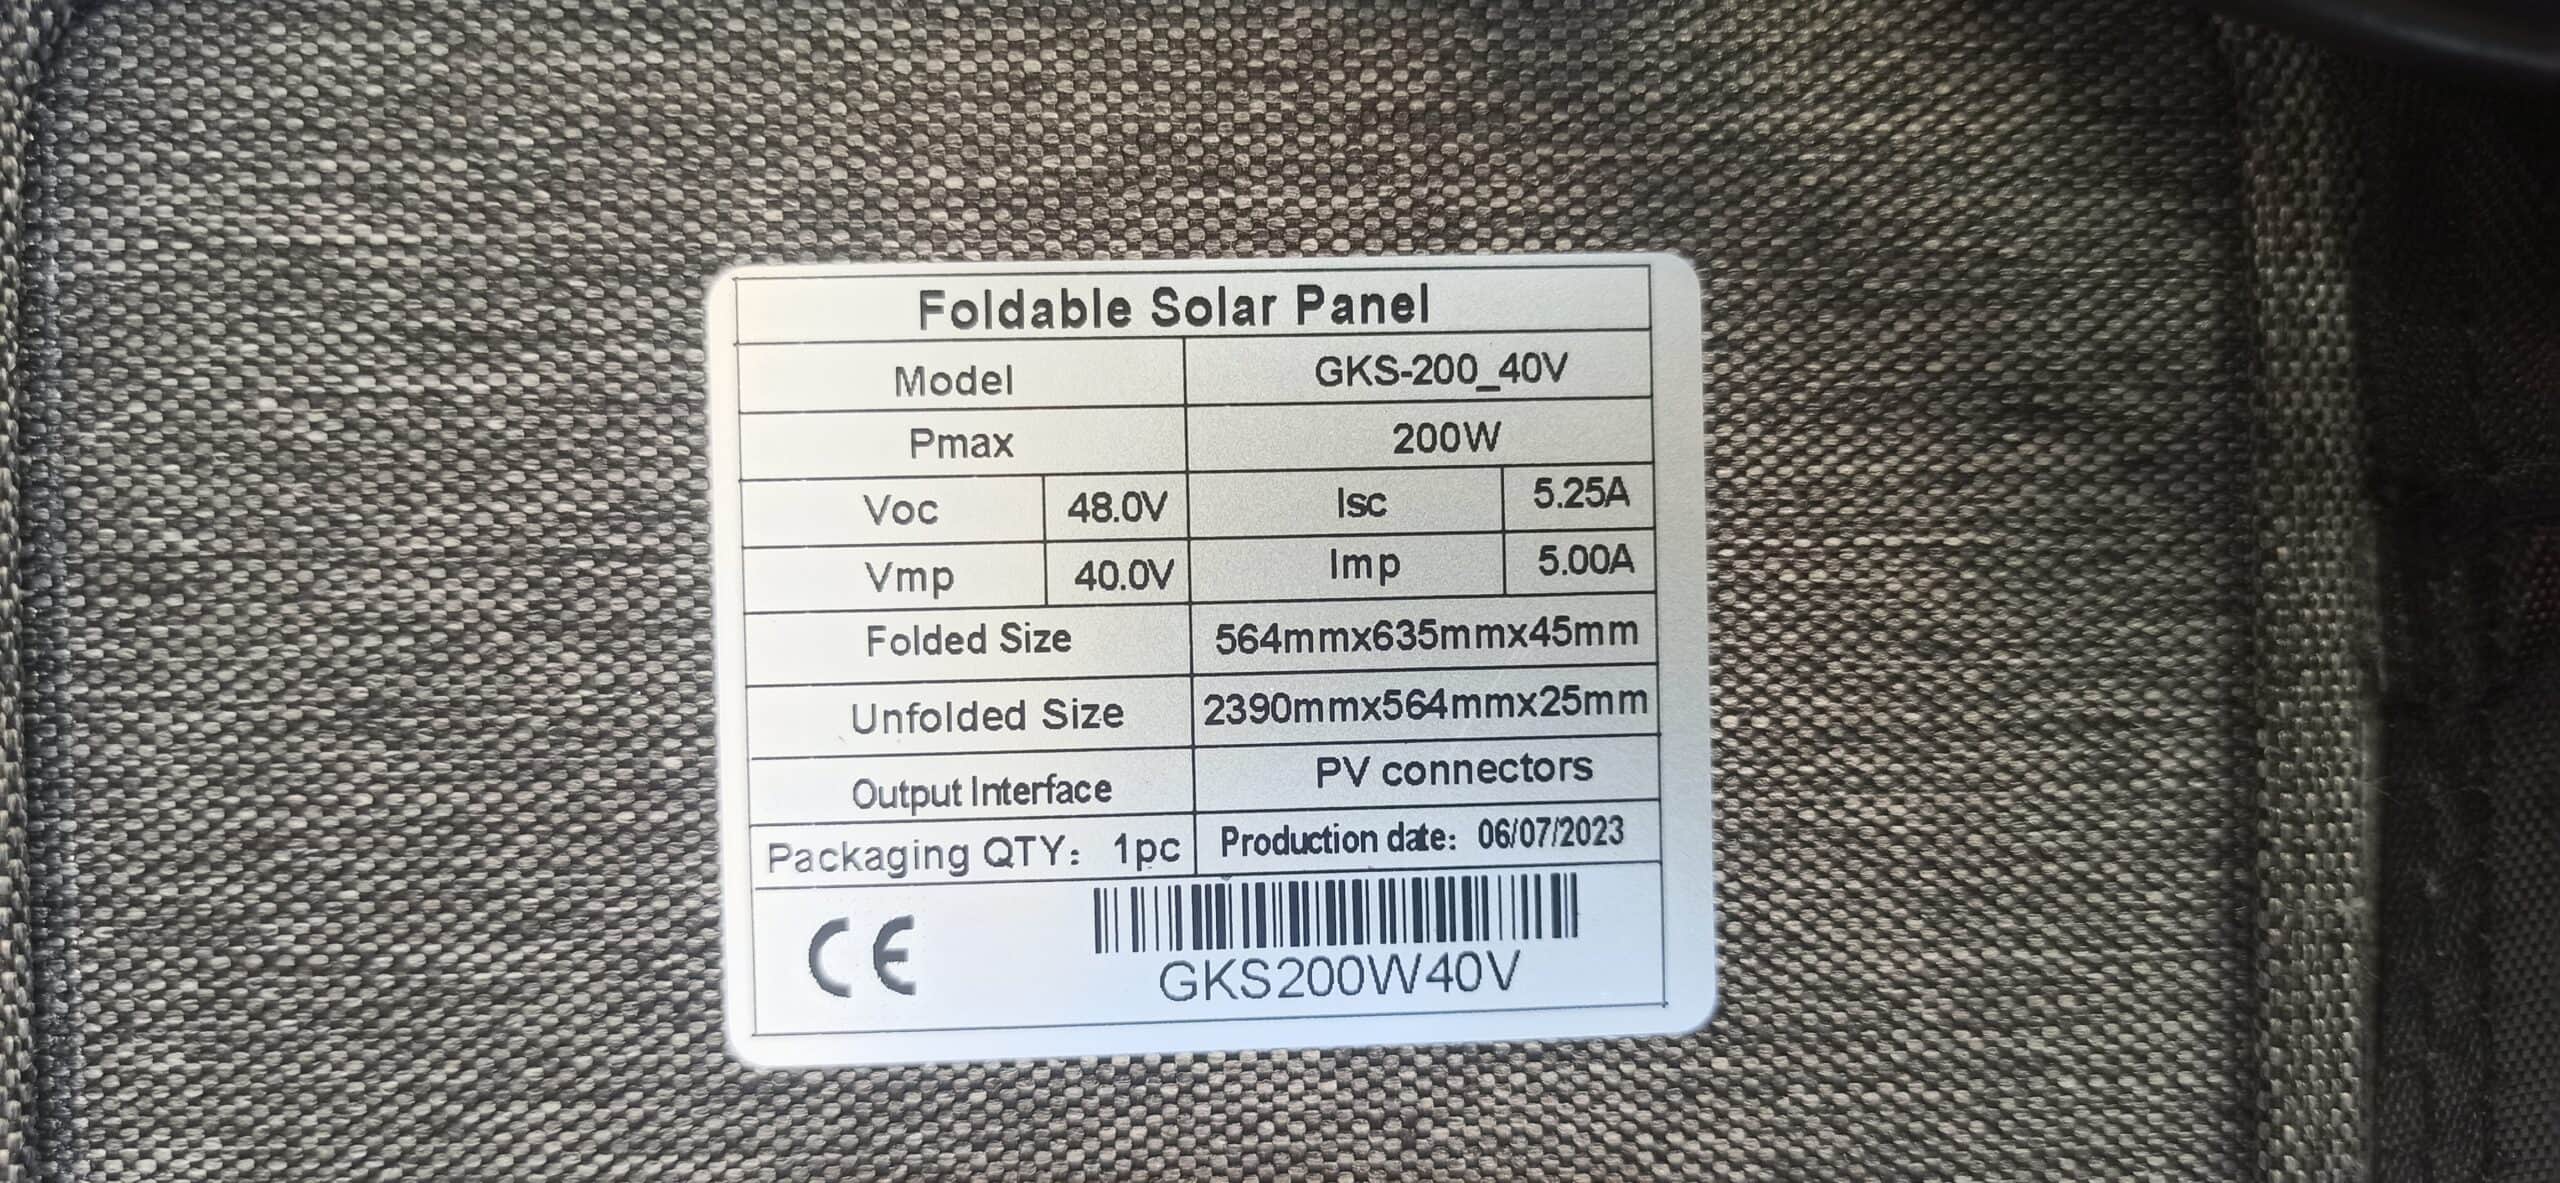 Foldable Solar Panel
Model GKS-200_40V
Pmax 200W
Voc 48.0V Isc 5.25A
Vmp 40.0V Imp 5.00A
Folded Size 564mmx635mmx45mm
Unfolded Size 2390mmx564mmx25mm
Output Interface PV connectors
Packaging QTY： 1pc Production date： 06/07/2023
CE
GKS200W40V